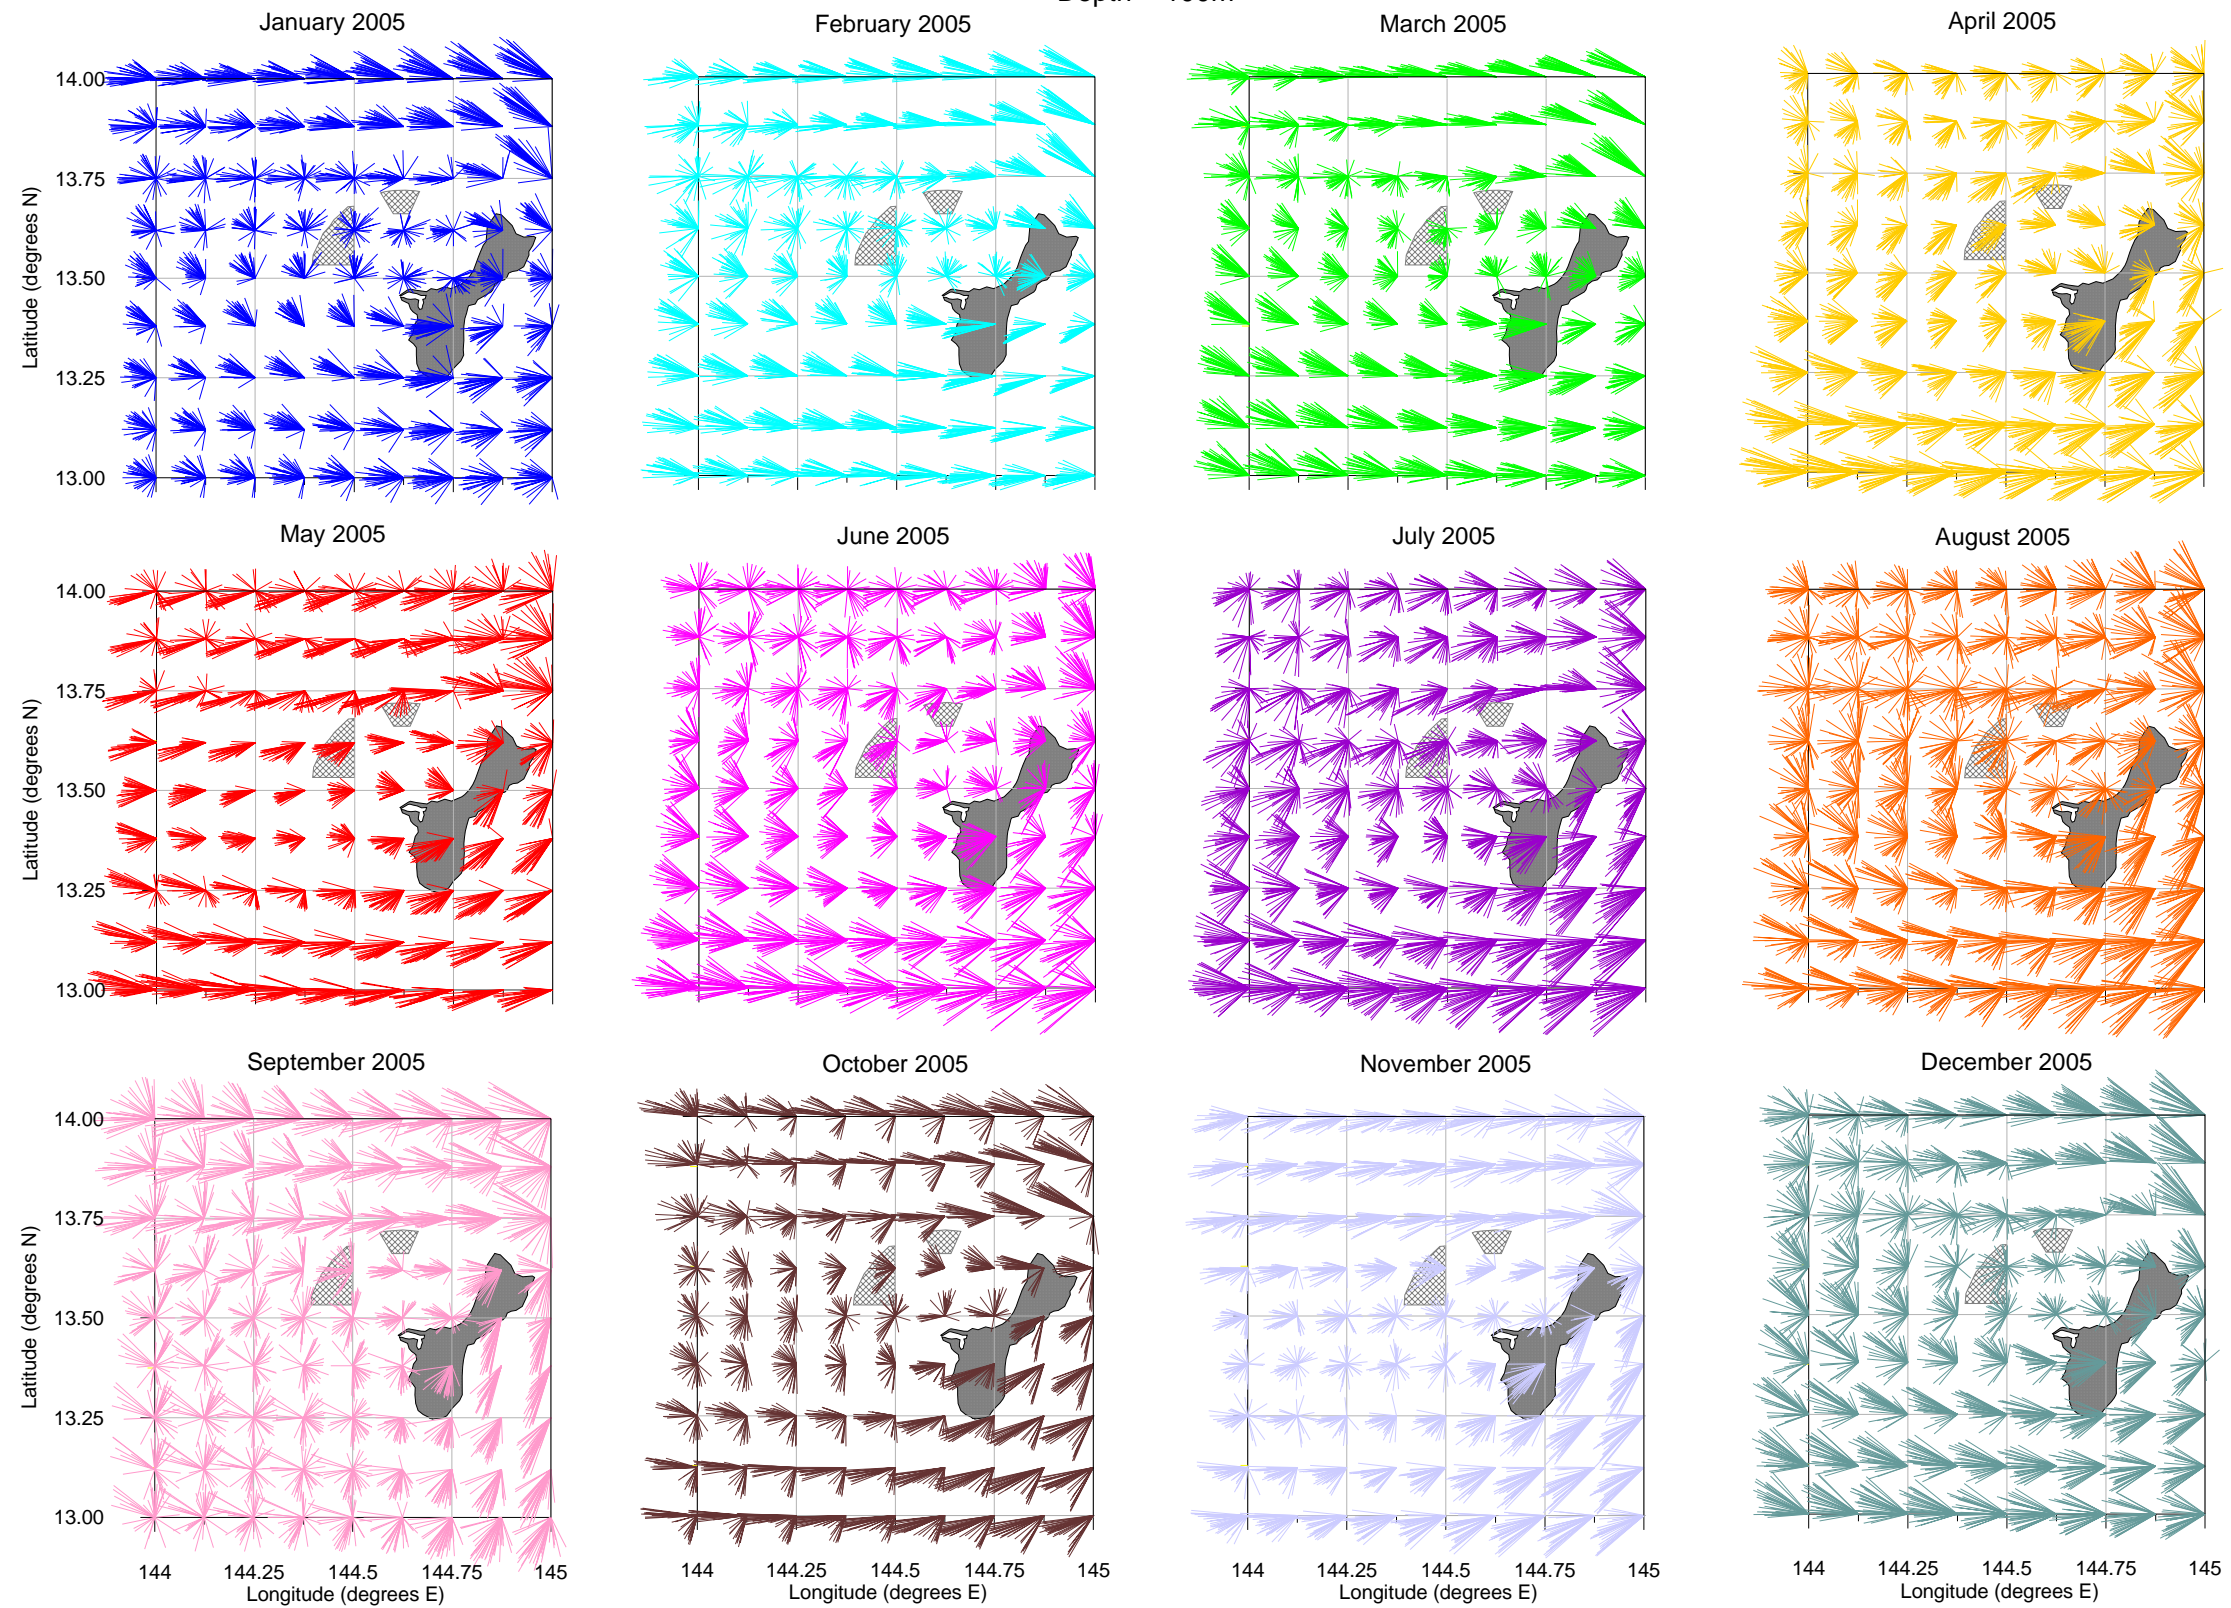 January 2005
February 2005
March 2005
April 2005
14.00
13.75
13.50
13.25
13.00
Latitude (degrees N)
May 2005
June 2005
July 2005
August 2005
14.00
13.75
13.50
13.25
13.00
Latitude (degrees N)
September 2005
October 2005
November 2005
December 2005
14.00
13.75
13.50
13.25
13.00
Latitude (degrees N)
144 144.25 144.5 144.75 145
Longitude (degrees E)
144 144.25 144.5 144.75 145
Longitude (degrees E)
144 144.25 144.5 144.75 145
Longitude (degrees E)
144 144.25 144.5 144.75 145
Longitude (degrees E)